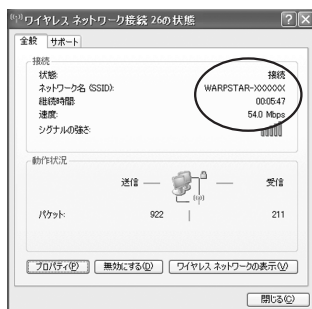 ワイヤレス ネットワーク接続 26の状態
全般 サポート
接続
状態: 接続
ネットワーク名 (SSID): WARPSTAR-XXXXXX
継続時間: 00:05:47
速度: 54.0 Mbps
シグナルの強さ:
動作状況
送信 受信
パケット: 922 211
プロパティ(P) 無効にする(D) ワイヤレス ネットワークの表示(V)
閉じる(C)